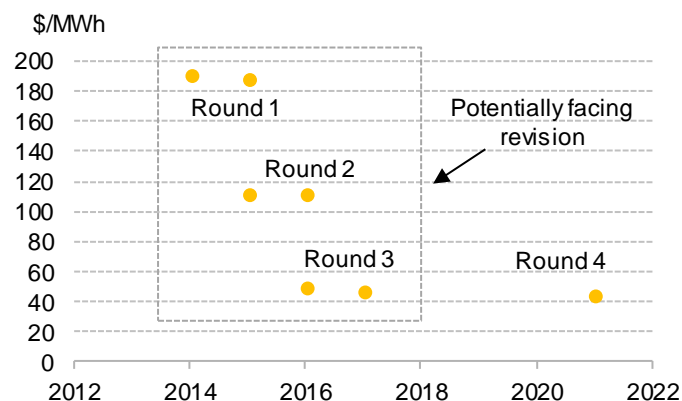 $/MWh
200
180
160
140
120
100
80
60
40
20
0
Round 1
Round 2
Round 3
Potentially facing
revision
Round 4
2012 2014 2016 2018 2020 2022